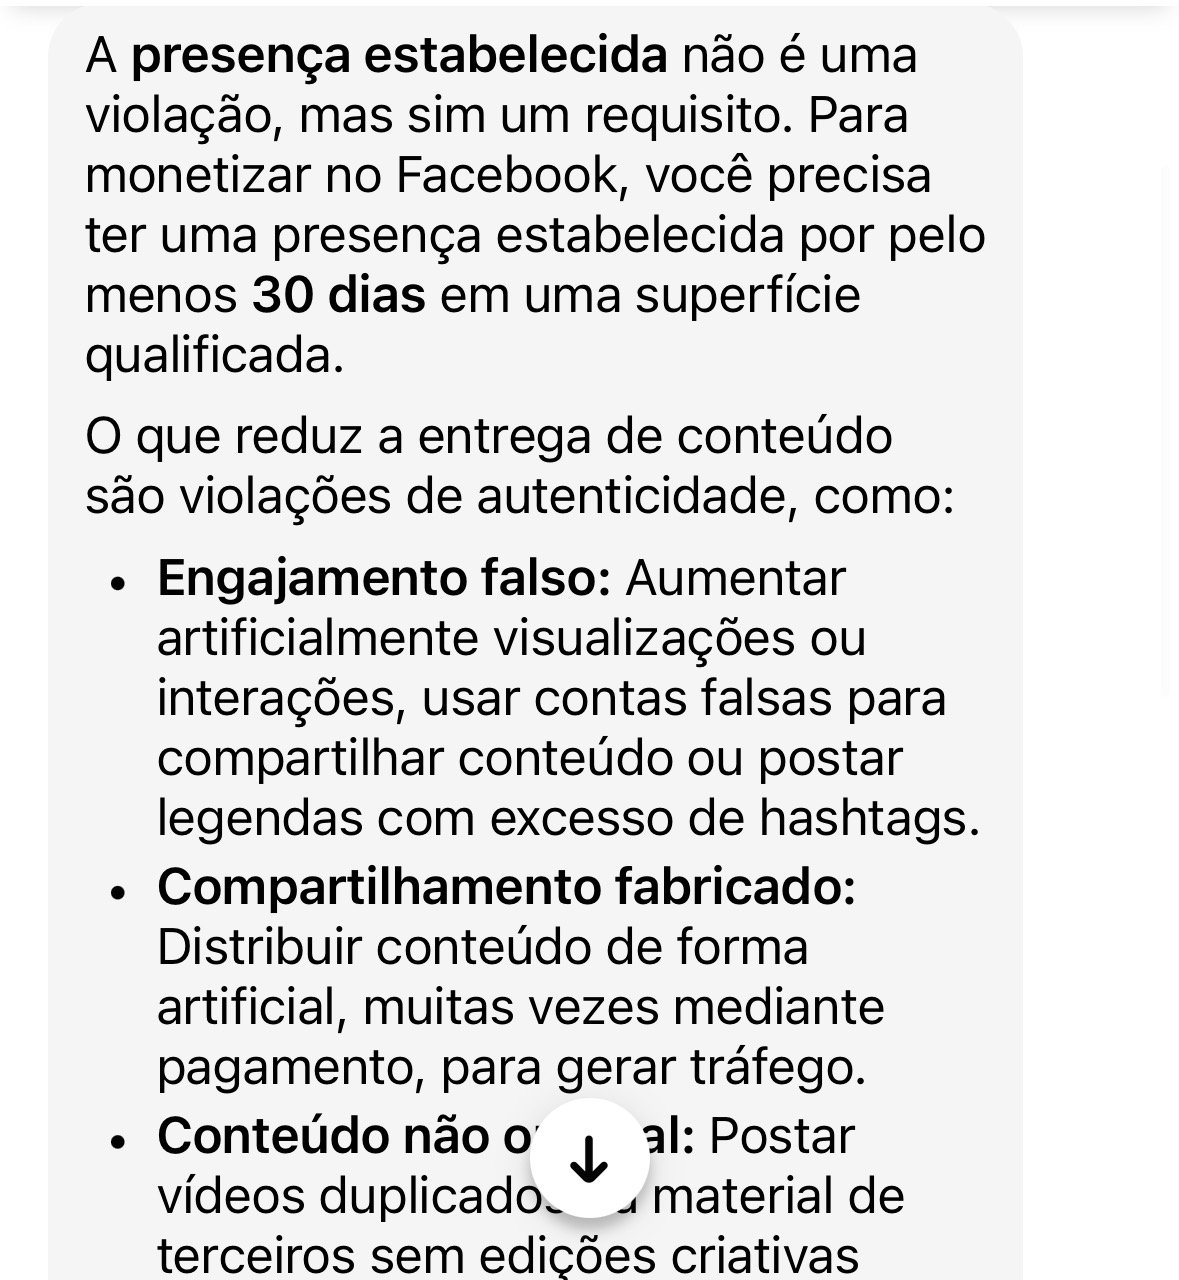 A presença estabelecida não é uma
violação, mas sim um requisito. Para
monetizar no Facebook, você precisa
ter uma presença estabelecida por pelo
menos 30 dias em uma superfície
qualificada.
O que reduz a entrega de conteúdo
são violações de autenticidade, como:
• Engajamento falso: Aumentar
artificialmente visualizações ou
interações, usar contas falsas para
compartilhar conteúdo ou postar
legendas com excesso de hashtags.
• Compartilhamento fabricado:
Distribuir conteúdo de forma
artificial, muitas vezes mediante
pagamento, para gerar tráfego.
• Conteúdo não Postar
vídeos material de
terceiros sem edições criativas